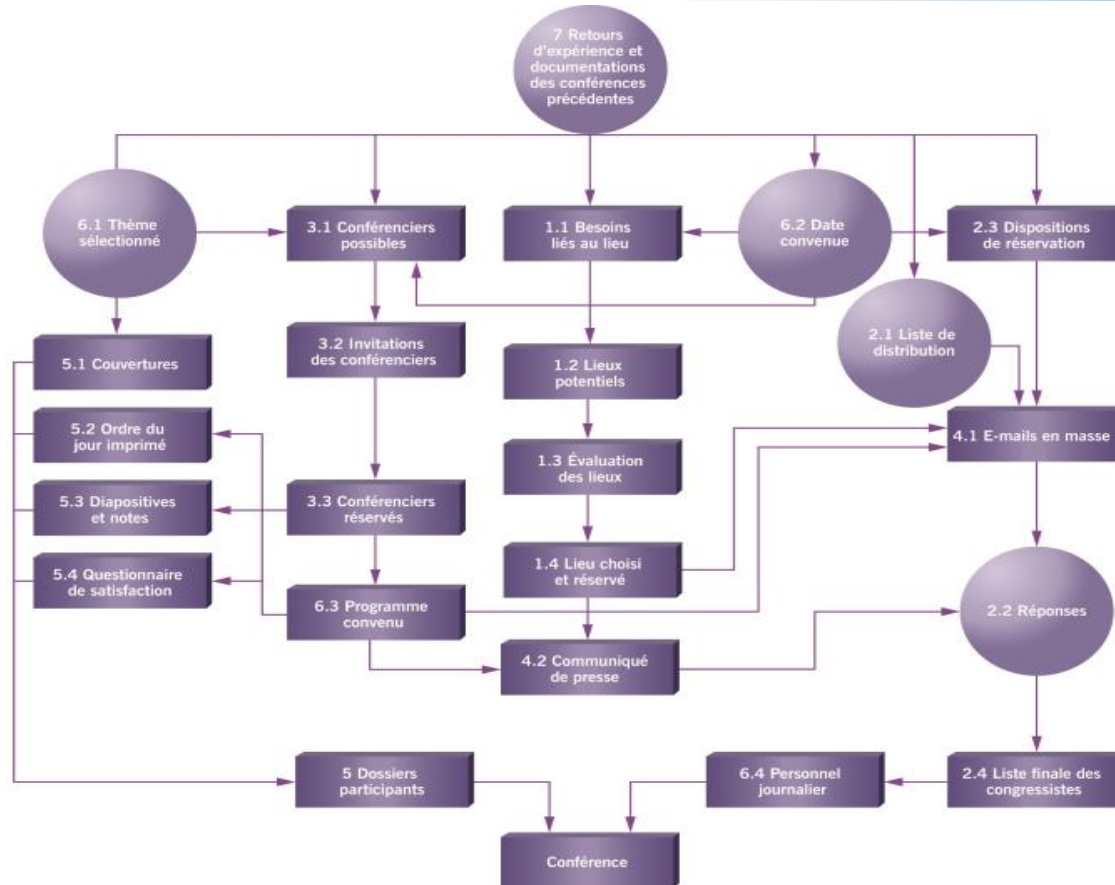 7 Retours
d'expérience et
documentations
des conférences
précédentes
6.1 Thème
sélectionné
3.1 Conférenciers
possibles
1.1 Besoins
liés au lieu
6.2 Date
convenue
2.3 Dispositions
de réservation
2.1 Liste de
distribution
5.1 Couvertures
3.2 Invitations
des conférenciers
1.2 Lieux
potentiels
5.2 Ordre du
jour imprimé
4.1 E-mails en masse
1.3 Évaluation
des lieux
5.3 Diapositives
et notes
3.3 Conférenciers
réservés
5.4 Questionnaire
de satisfaction
1.4 Lieu choisi
et réservé
6.3 Programme
convenu
2.2 Réponses
4.2 Communiqué
de presse
5 Dossiers
participants
6.4 Personnel
journalier
2.4 Liste finale des
congressistes
Conférence